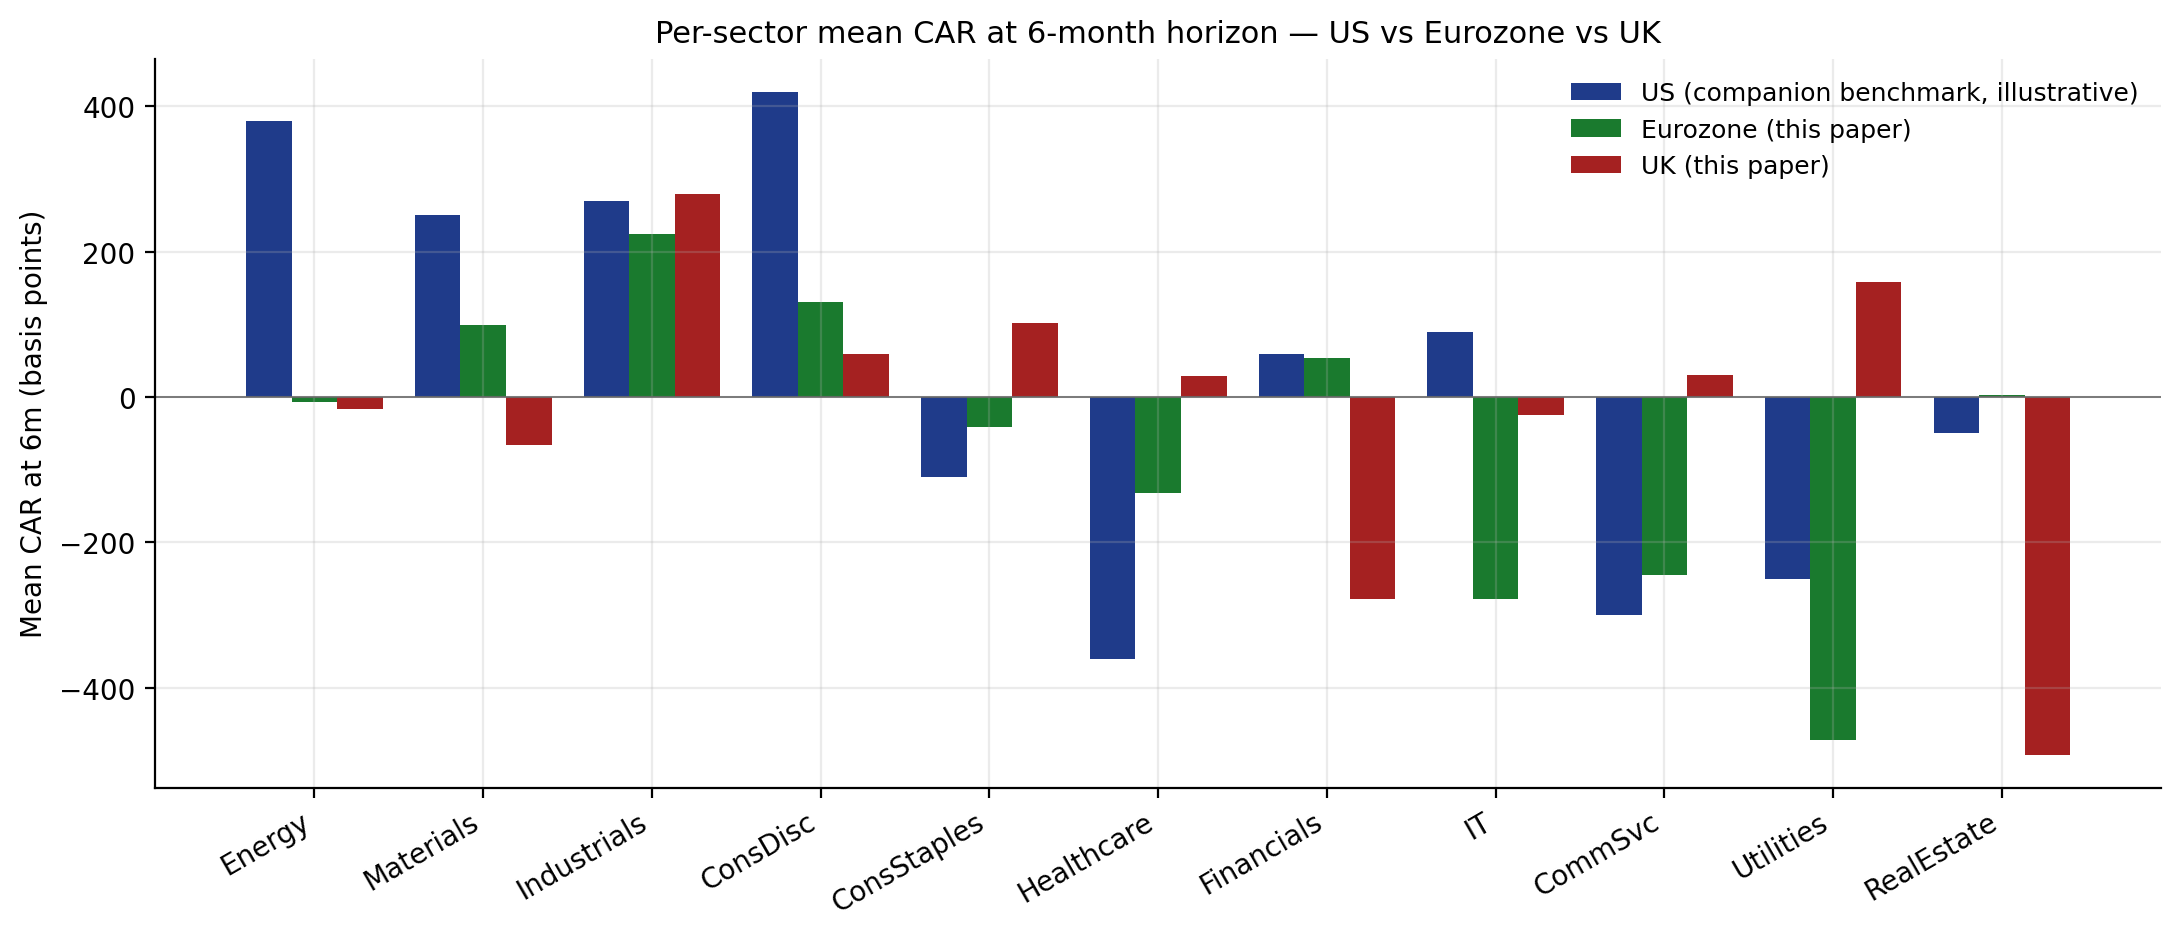 Per-sector mean CAR at 6-month horizon — US vs Eurozone vs UK
US (companion benchmark, illustrative)
Eurozone (this paper)
UK (this paper)
Mean CAR at 6m (basis points)
400
200
0
−200
−400
Energy
Materials
Industrials
ConsDisc
ConsStaples
Healthcare
Financials
IT
CommSvc
Utilities
RealEstate